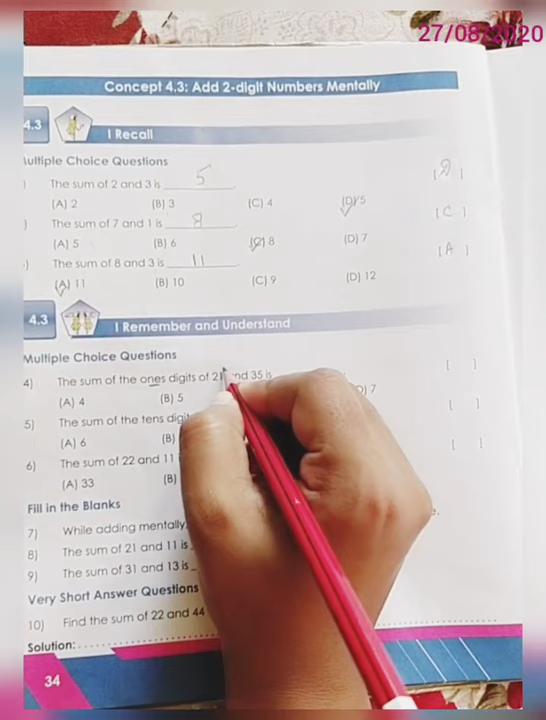 27/08/2020
Concept 4.3: Add 2-digit Numbers Mentally
4.3 I Recall
ultiple Choice Questions
The sum of 2 and 3 is 5 [D]
(A) 2 (B) 3 (C) 4 (D) 5
The sum of 7 and 1 is 8 [C]
(A) 5 (B) 6 (C) 8 (D) 7
The sum of 8 and 3 is 11 [A]
(A) 11 (B) 10 (C) 9 (D) 12
4.3 I Remember and Understand
Multiple Choice Questions
4) The sum of the ones digits of 21 and 35 is [ ]
(A) 4 (B) 5 D) 7
5) The sum of the tens digit [ ]
(A) 6 (B)
6) The sum of 22 and 11 [ ]
(A) 33 (B)
Fill in the Blanks
7) While adding mentally, e.
8) The sum of 21 and 11 is
9) The sum of 31 and 13 is
Very Short Answer Questions
10) Find the sum of 22 and 44
Solution:
34